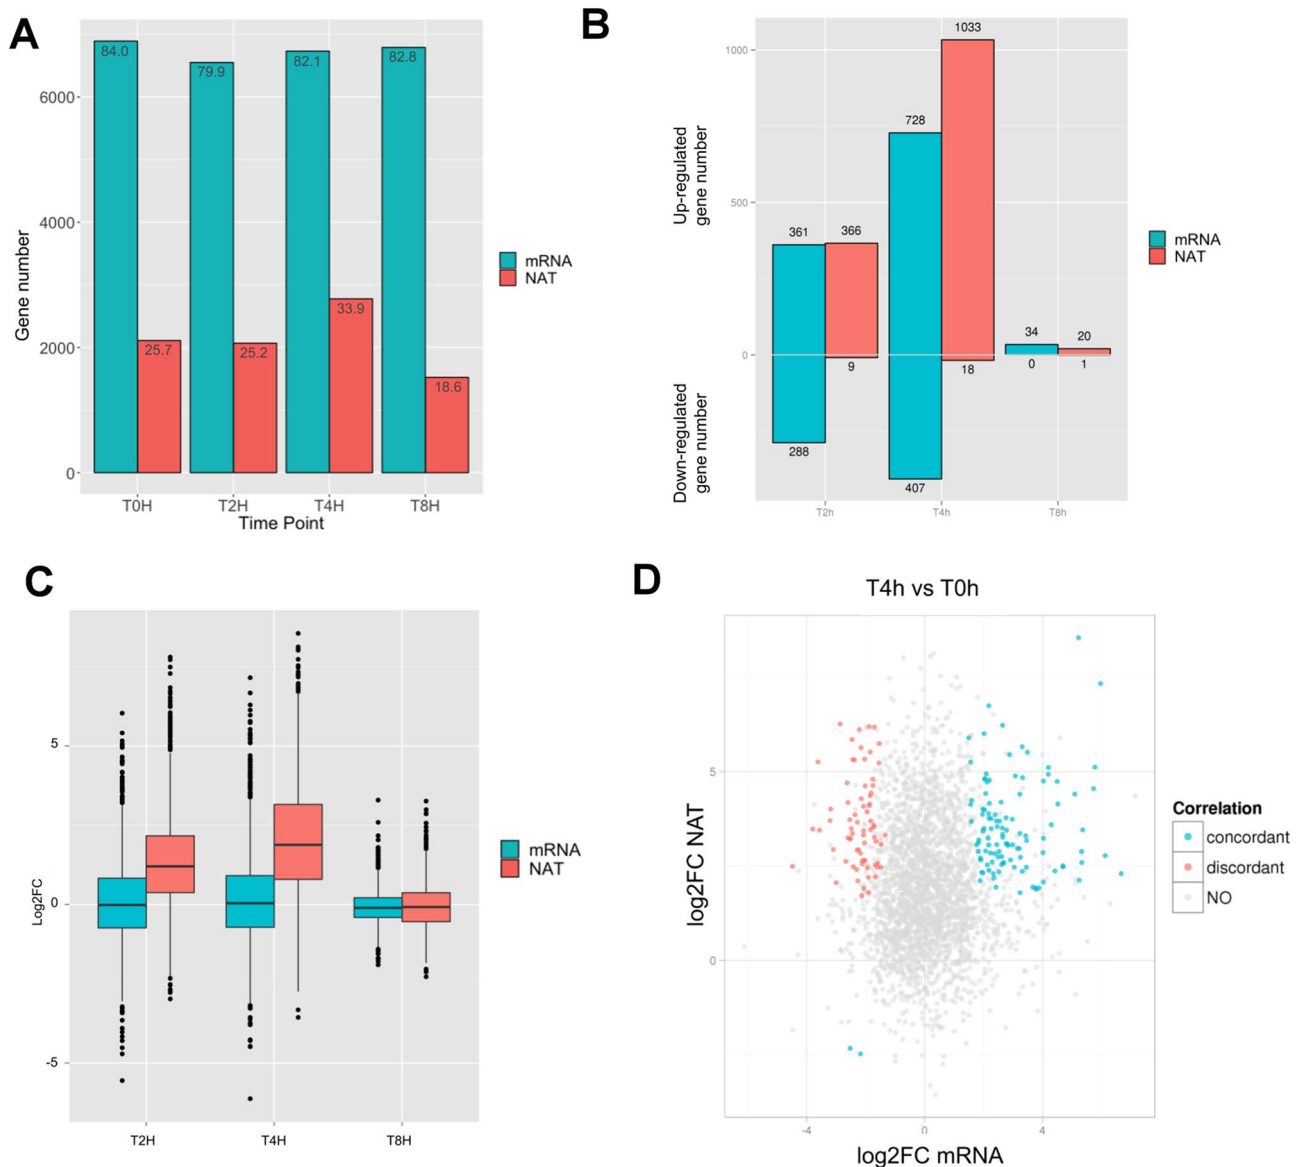 A
84.0
79.9
82.1
82.8
25.7
25.2
33.9
18.6
6000
4000
2000
0
Gene number
T0H T2H T4H T8H
Time Point
mRNA
NAT
B
1033
728
361 366
34 20
9 18 0 1
288
407
1000
500
0
Up-regulated
gene number
Down-regulated
gene number
T2h T4h T8h
mRNA
NAT
C
5
0
-5
Log2FC
T2H T4H T8H
mRNA
NAT
D
T4h vs T0h
5
0
log2FC NAT
-4 0 4
log2FC mRNA
Correlation
concordant
discordant
NO